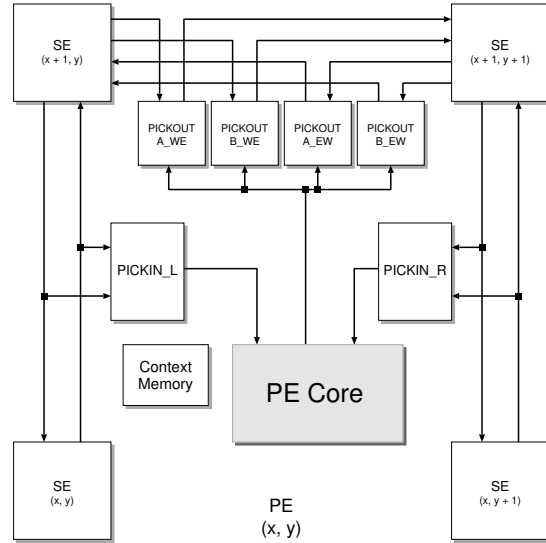 SE
(x + 1, y)
SE
(x + 1, y + 1)
PICKOUT
A_WE
PICKOUT
B_WE
PICKOUT
A_EW
PICKOUT
B_EW
PICKIN_L
PICKIN_R
Context
Memory
PE Core
SE
(x, y)
PE
(x, y)
SE
(x, y + 1)